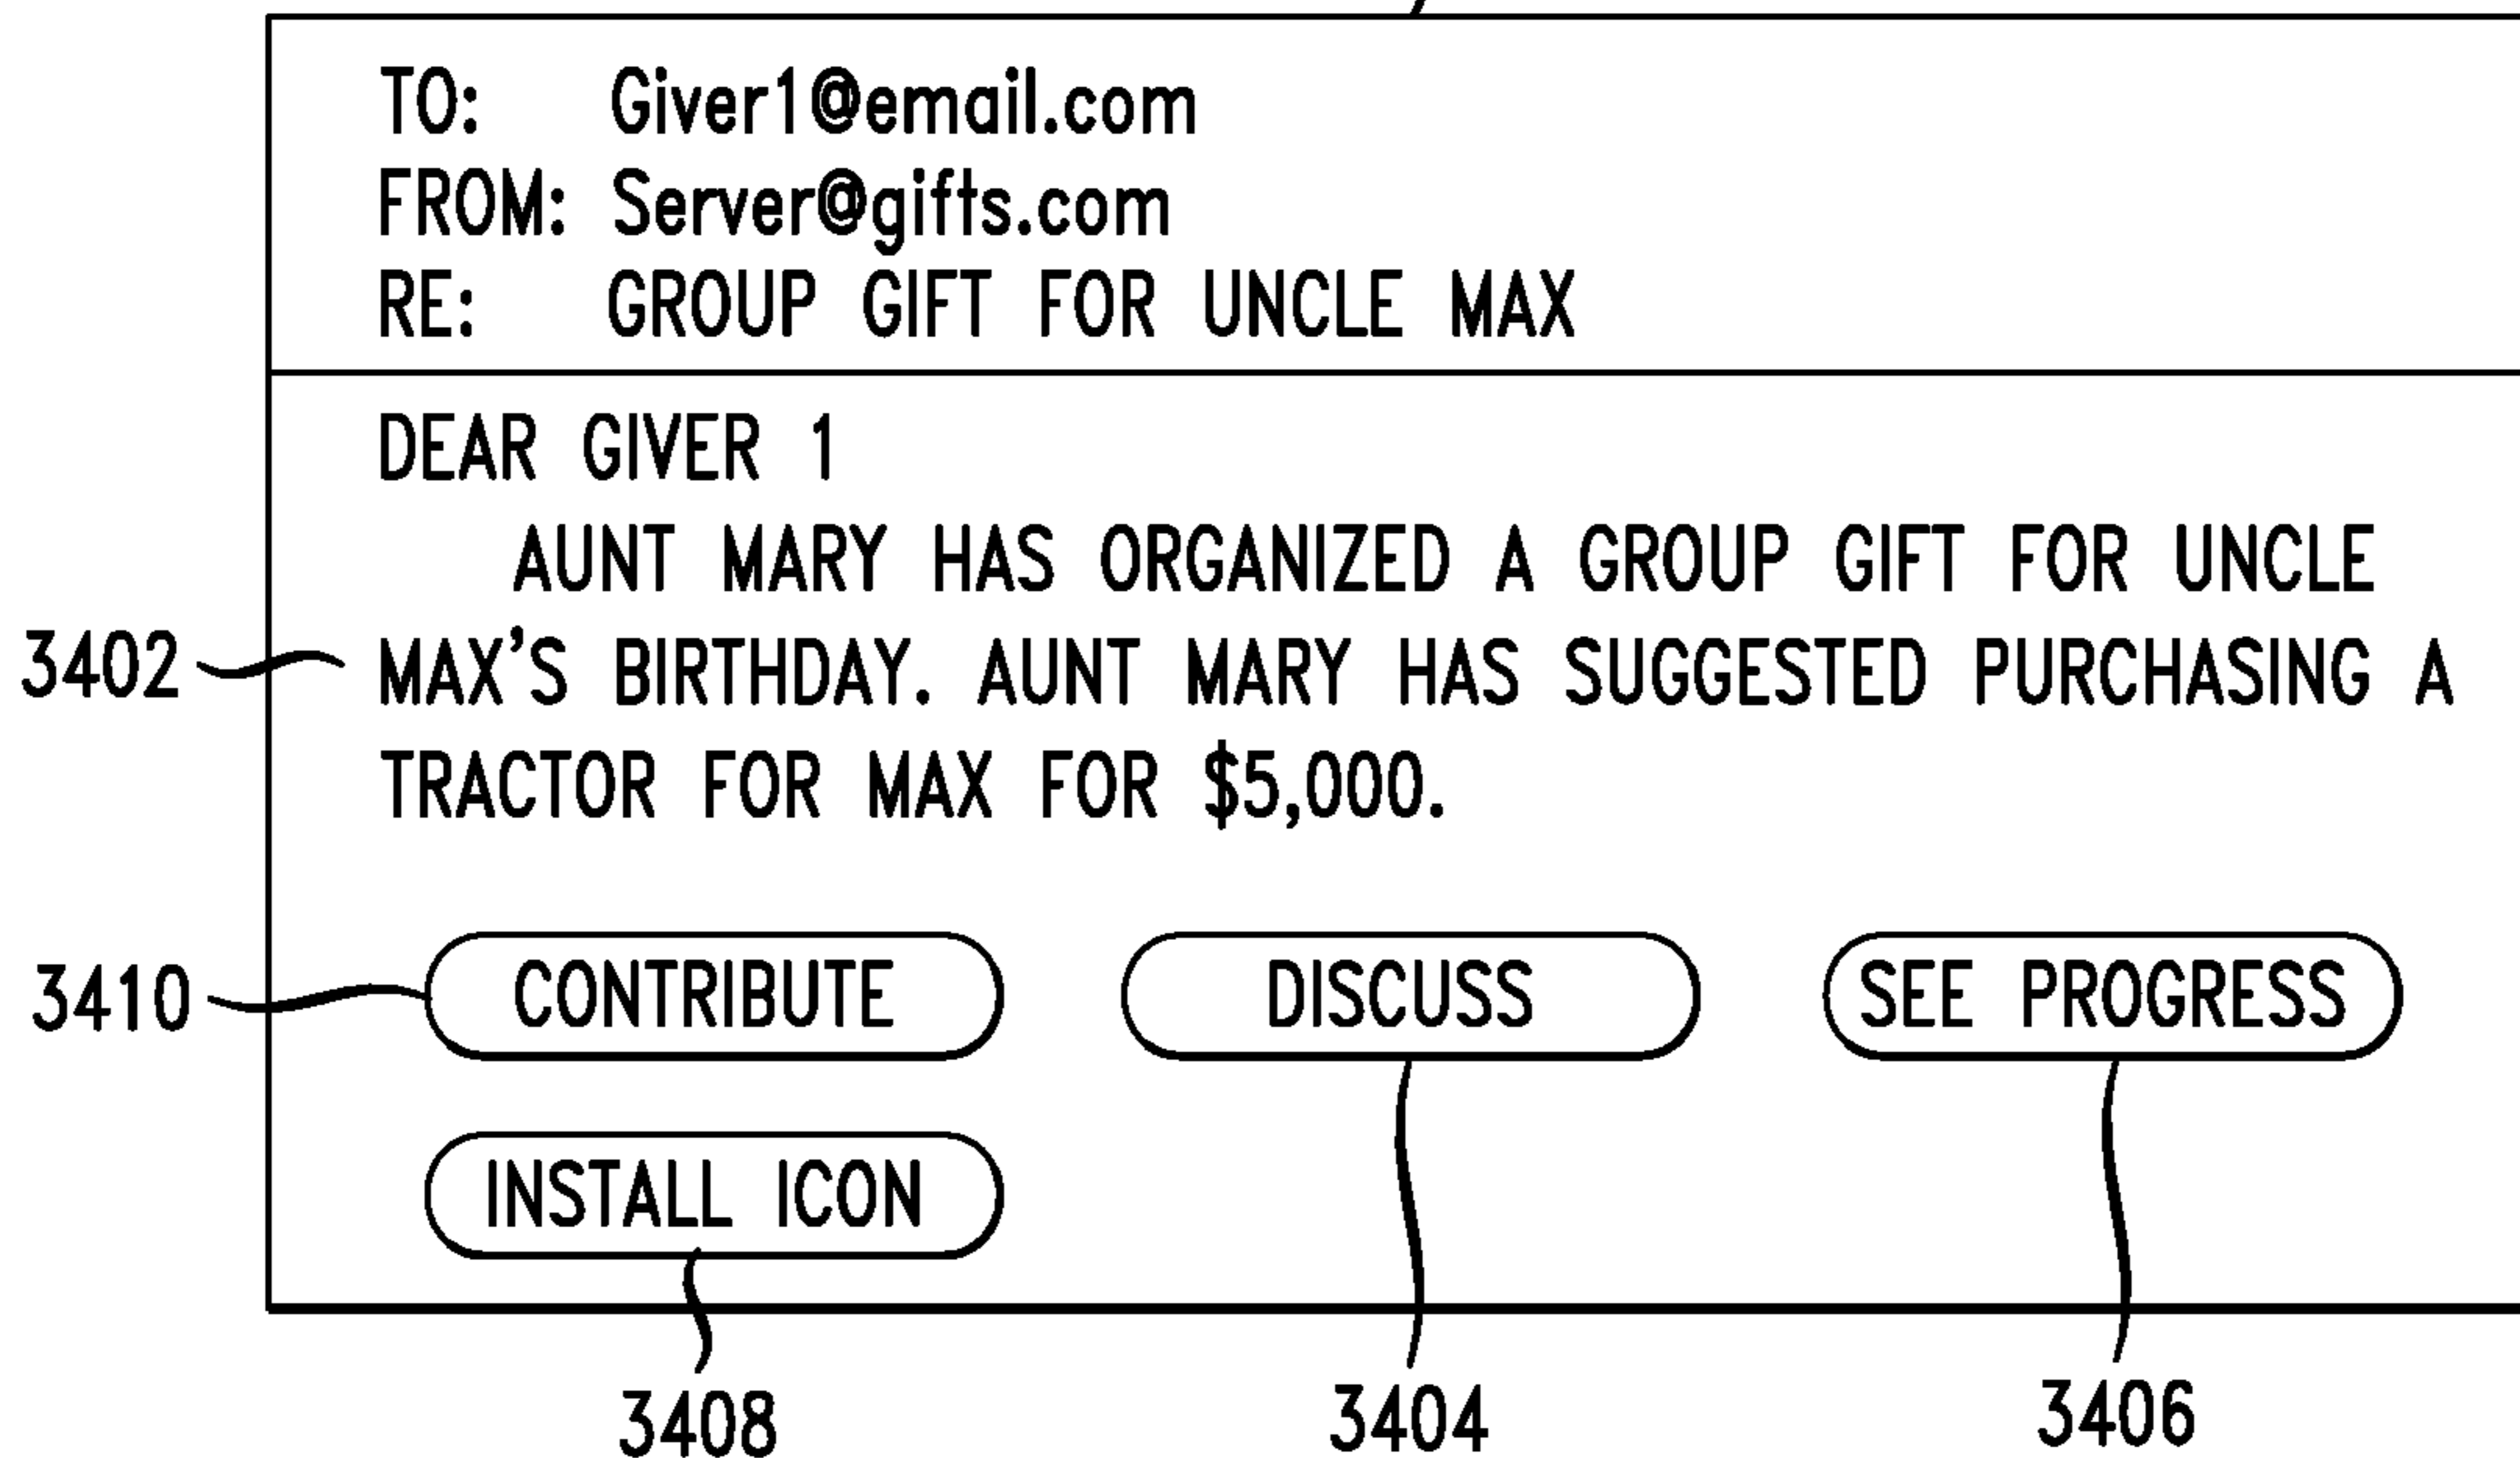 TO: Giver1@email.com
FROM: Server@gifts.com
RE: GROUP GIFT FOR UNCLE MAX
DEAR GIVER 1
AUNT MARY HAS ORGANIZED A GROUP GIFT FOR UNCLE
3402 MAX'S BIRTHDAY. AUNT MARY HAS SUGGESTED PURCHASING A
TRACTOR FOR MAX FOR $5,000.
3410 CONTRIBUTE DISCUSS SEE PROGRESS
INSTALL ICON
3408 3404 3406